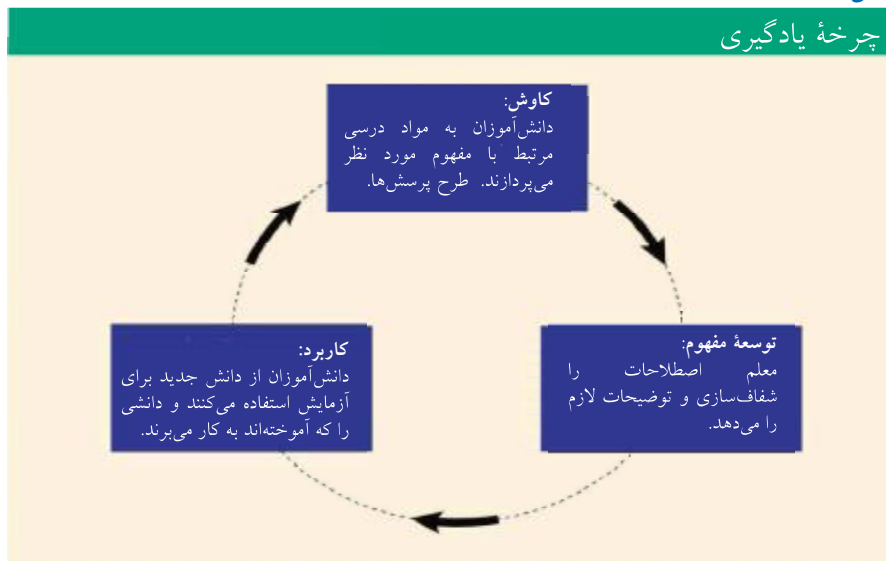 چرخهٔ یادگیری
کاوش:
دانش‌آموزان به مواد درسی
مرتبط با مفهوم مورد نظر
می‌پردازند. طرح پرسش‌ها.
توسعهٔ مفهوم:
معلم اصطلاحات را
شفاف‌سازی و توضیحات لازم
را می‌دهد.
کاربرد:
دانش‌آموزان از دانش جدید برای
آزمایش استفاده می‌کنند و دانشی
را که آموخته‌اند به کار می‌برند.